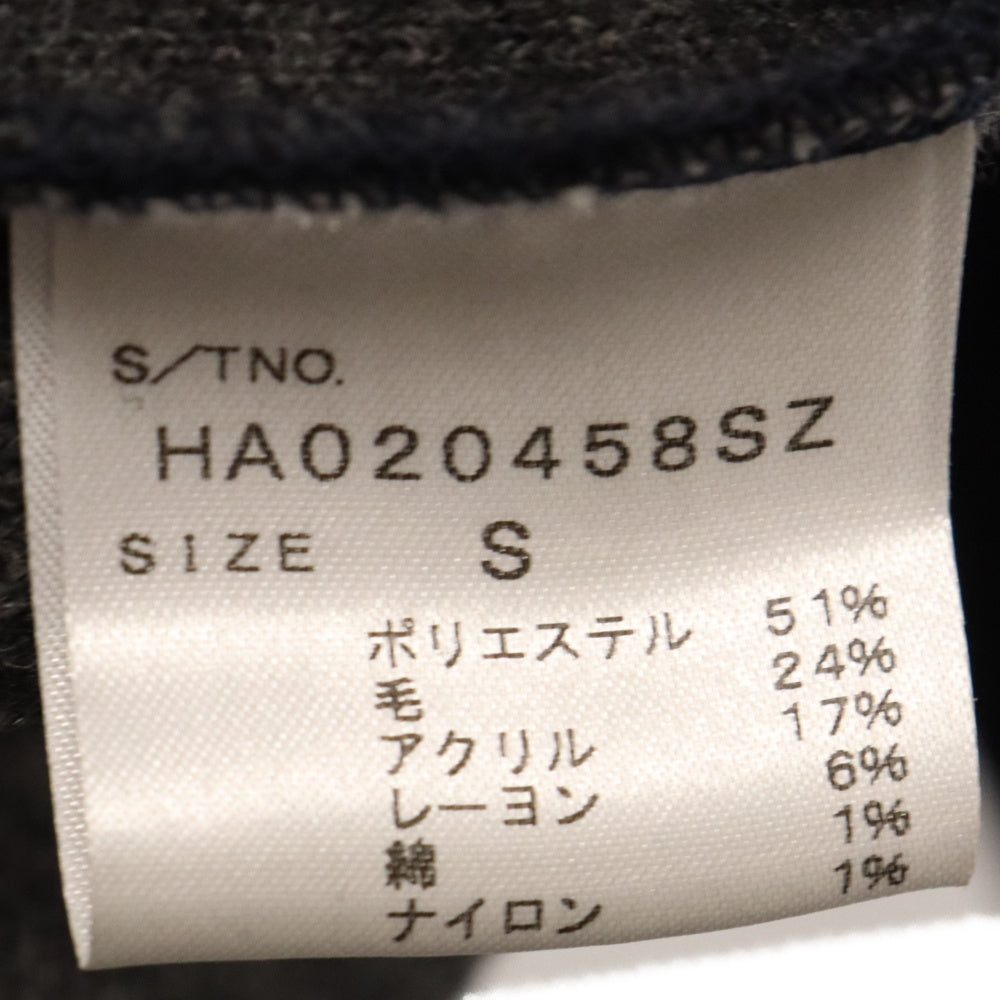 S/TNO.
HA020458SZ
SIZE S
ポリエステル 51%
毛 24%
アクリル 17%
レーヨン 6%
綿 1%
ナイロン 1%